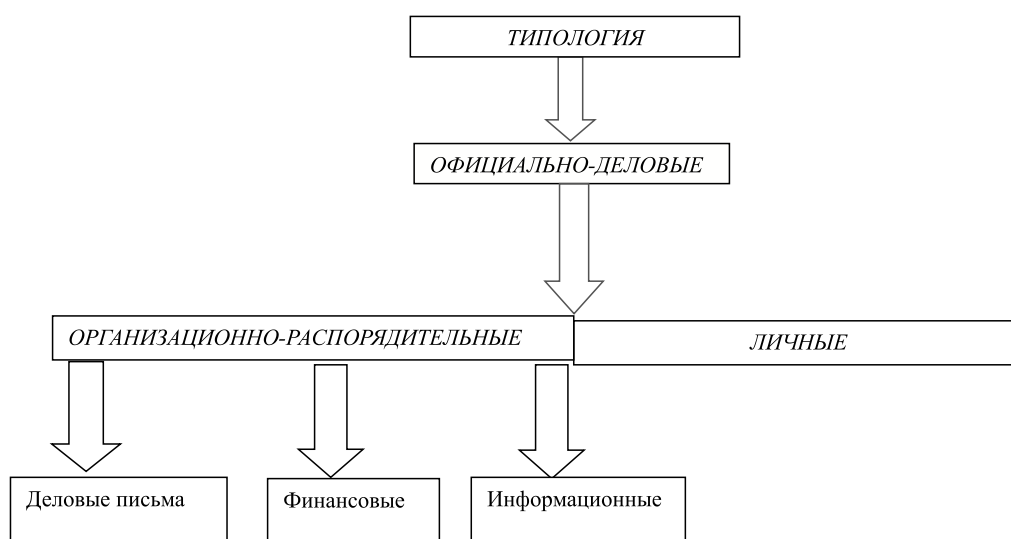 ТИПОЛОГИЯ
ОФИЦИАЛЬНО-ДЕЛОВЫЕ
ОРГАНИЗАЦИОННО-РАСПОРЯДИТЕЛЬНЫЕ
ЛИЧНЫЕ
Деловые письма
Финансовые
Информационные